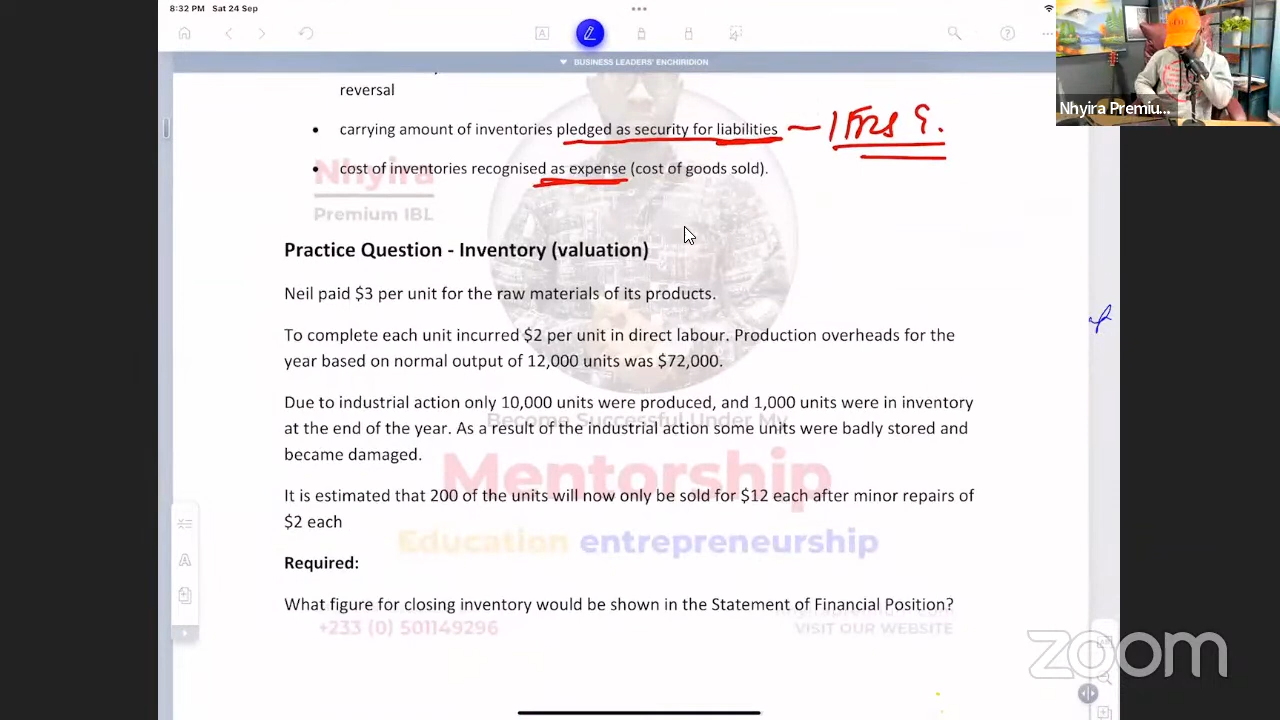 8:32 PM Sat 24 Sep
BUSINESS LEADERS' ENCHIRIDION
Nhyira Premiu...
reversal
• carrying amount of inventories pledged as security for liabilities — IFRS 9.
• cost of inventories recognised as expense (cost of goods sold).
Nhyira
Premium IBL
Practice Question - Inventory (valuation)
Neil paid $3 per unit for the raw materials of its products.
To complete each unit incurred $2 per unit in direct labour. Production overheads for the
year based on normal output of 12,000 units was $72,000.
Due to industrial action only 10,000 units were produced, and 1,000 units were in inventory
Become Successful Under My
at the end of the year. As a result of the industrial action some units were badly stored and
became damaged.
Mentorship
It is estimated that 200 of the units will now only be sold for $12 each after minor repairs of
$2 each
Education entrepreneurship
Required:
What figure for closing inventory would be shown in the Statement of Financial Position?
+233 (0) 501149296
VISIT OUR WEBSITE
zoom